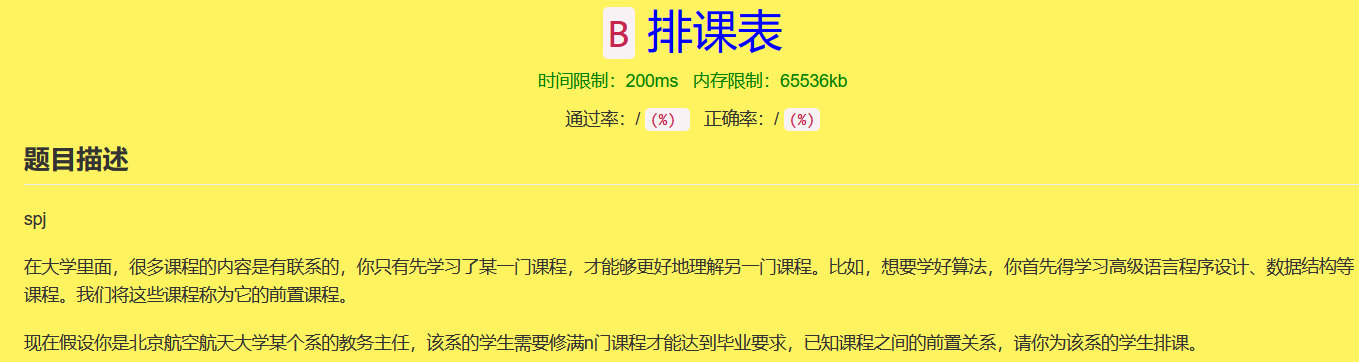 B 排课表
时间限制：200ms 内存限制：65536kb
通过率：/ (%) 正确率：/ (%)
题目描述
spj
在大学里面，很多课程的内容是有联系的，你只有先学习了某一门课程，才能够更好地理解另一门课程。比如，想要学好算法，你首先得学习高级语言程序设计、数据结构等
课程。我们将这些课程称为它的前置课程。
现在假设你是北京航空航天大学某个系的教务主任，该系的学生需要修满n门课程才能达到毕业要求，已知课程之间的前置关系，请你为该系的学生排课。